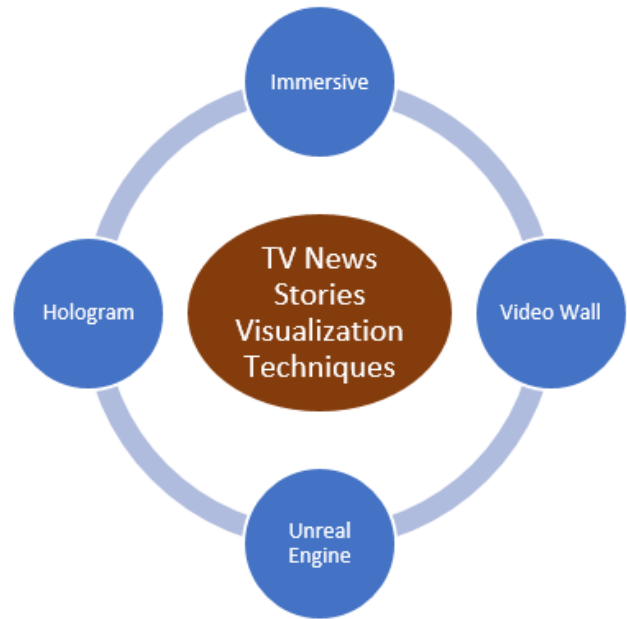 Immersive
TV News
Stories
Visualization
Techniques
Hologram
Video Wall
Unreal
Engine